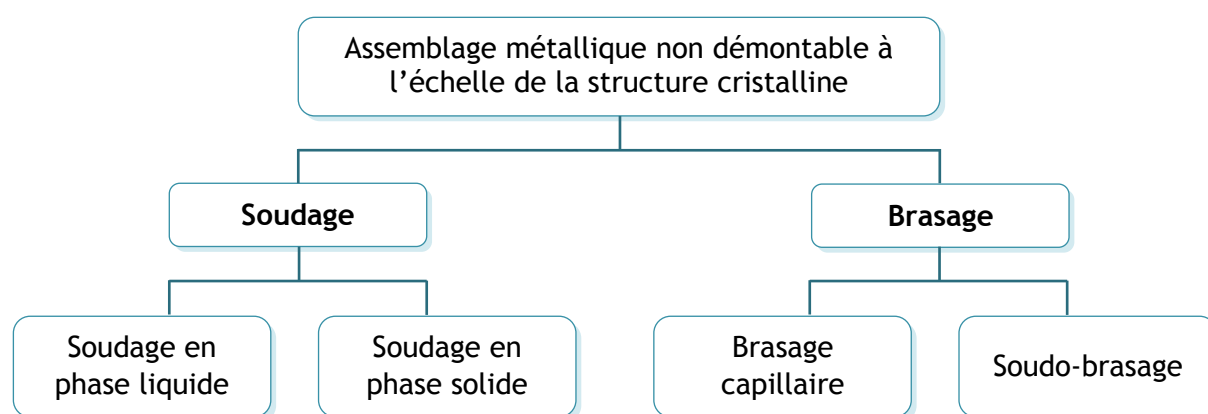 Assemblage métallique non démontable à
l’échelle de la structure cristalline
Soudage
Brasage
Soudage en
phase liquide
Soudage en
phase solide
Brasage
capillaire
Soudo-brasage